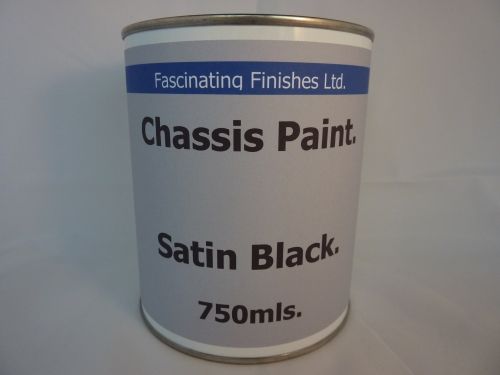 Fascinating Finishes Ltd.
Chassis Paint.
Satin Black.
750mls.